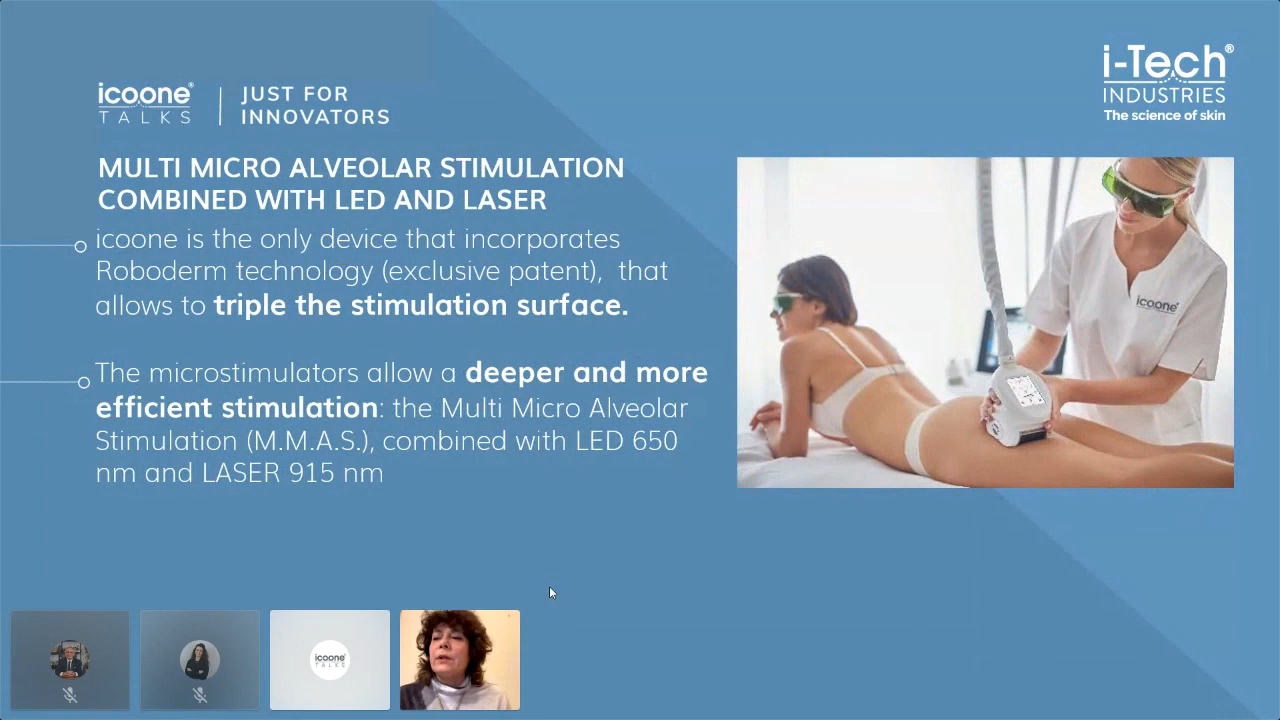 icoone®
TALKS
JUST FOR
INNOVATORS
i-Tech®
INDUSTRIES
The science of skin
MULTI MICRO ALVEOLAR STIMULATION
COMBINED WITH LED AND LASER
icoone is the only device that incorporates
Roboderm technology (exclusive patent),  that
allows to triple the stimulation surface.
The microstimulators allow a deeper and more
efficient stimulation: the Multi Micro Alveolar
Stimulation (M.M.A.S.), combined with LED 650
nm and LASER 915 nm
icoone®
icoone®
TALKS